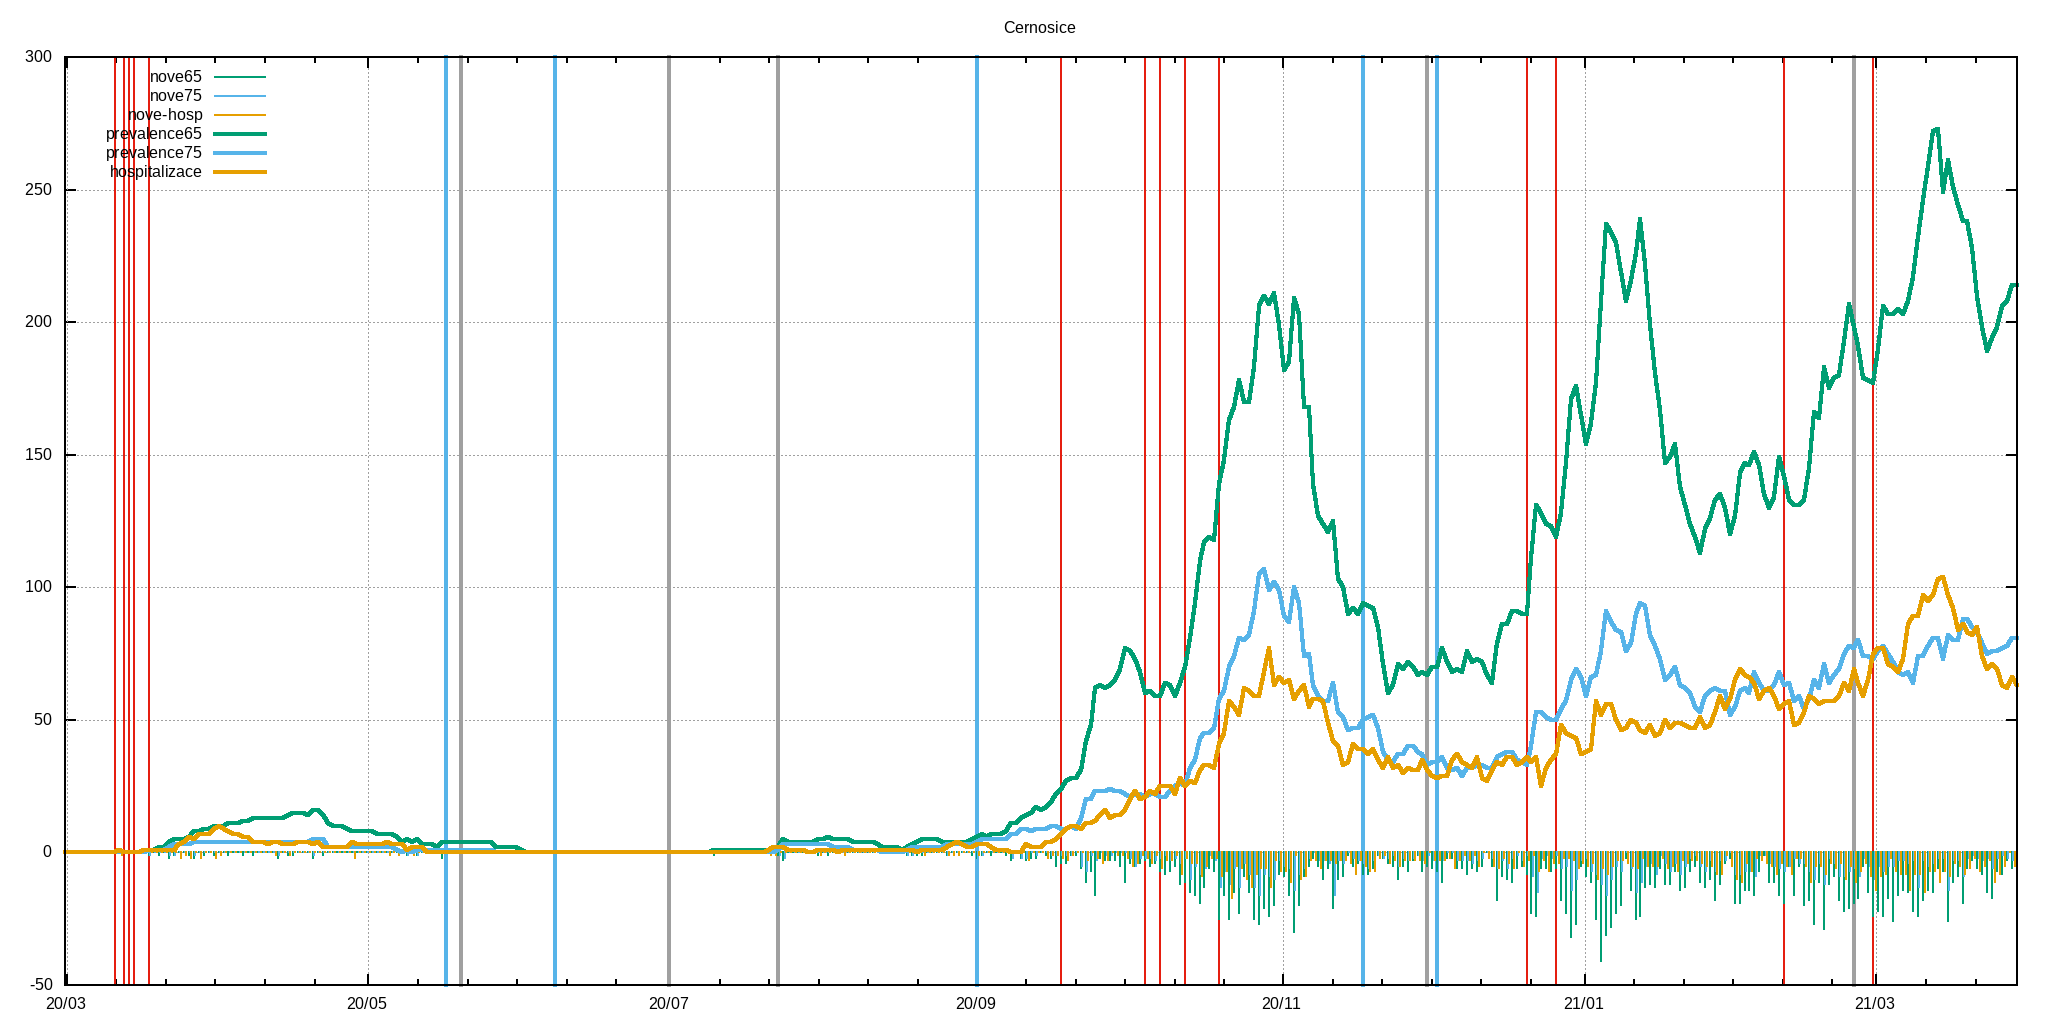 Cernosice
300
nove65
nove75
nove-hosp
prevalence65
prevalence75
hospitalizace
250
200
150
100
50
0
-50
20/03 20/05 20/07 20/09 20/11 21/01 21/03